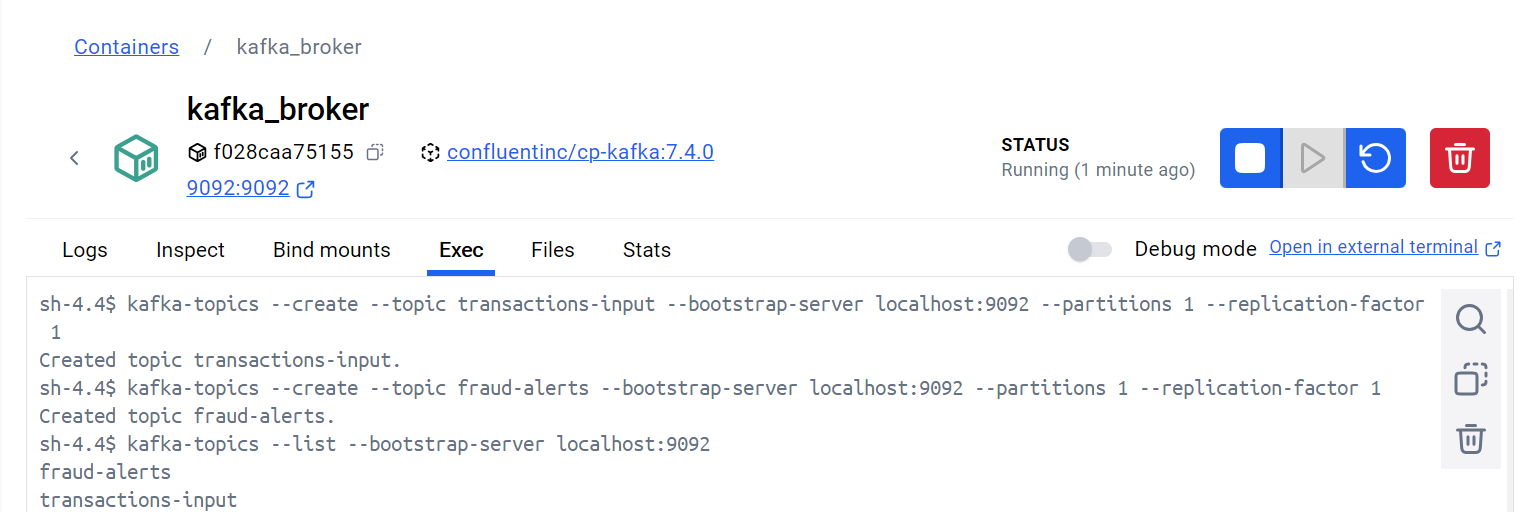 Containers / kafka_broker
kafka_broker
f028caa75155 confluentinc/cp-kafka:7.4.0
9092:9092
STATUS
Running (1 minute ago)
Logs Inspect Bind mounts Exec Files Stats Debug mode Open in external terminal
sh-4.4$ kafka-topics --create --topic transactions-input --bootstrap-server localhost:9092 --partitions 1 --replication-factor
1
Created topic transactions-input.
sh-4.4$ kafka-topics --create --topic fraud-alerts --bootstrap-server localhost:9092 --partitions 1 --replication-factor 1
Created topic fraud-alerts.
sh-4.4$ kafka-topics --list --bootstrap-server localhost:9092
fraud-alerts
transactions-input